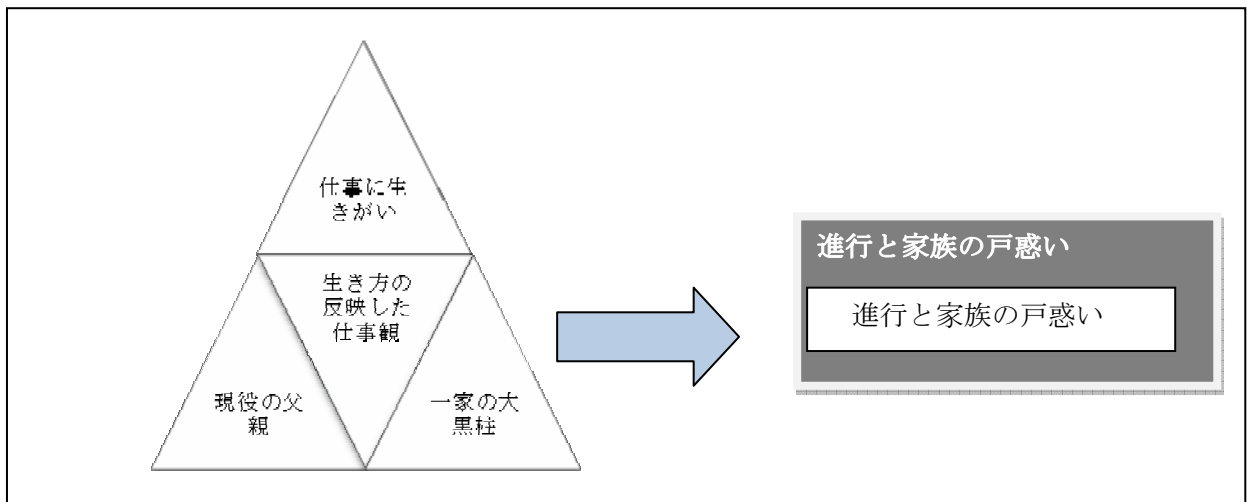 仕事に生
きがい
生き方の
反映した
仕事観
現役の父
親
一家の大
黒柱
進行と家族の戸惑い
進行と家族の戸惑い